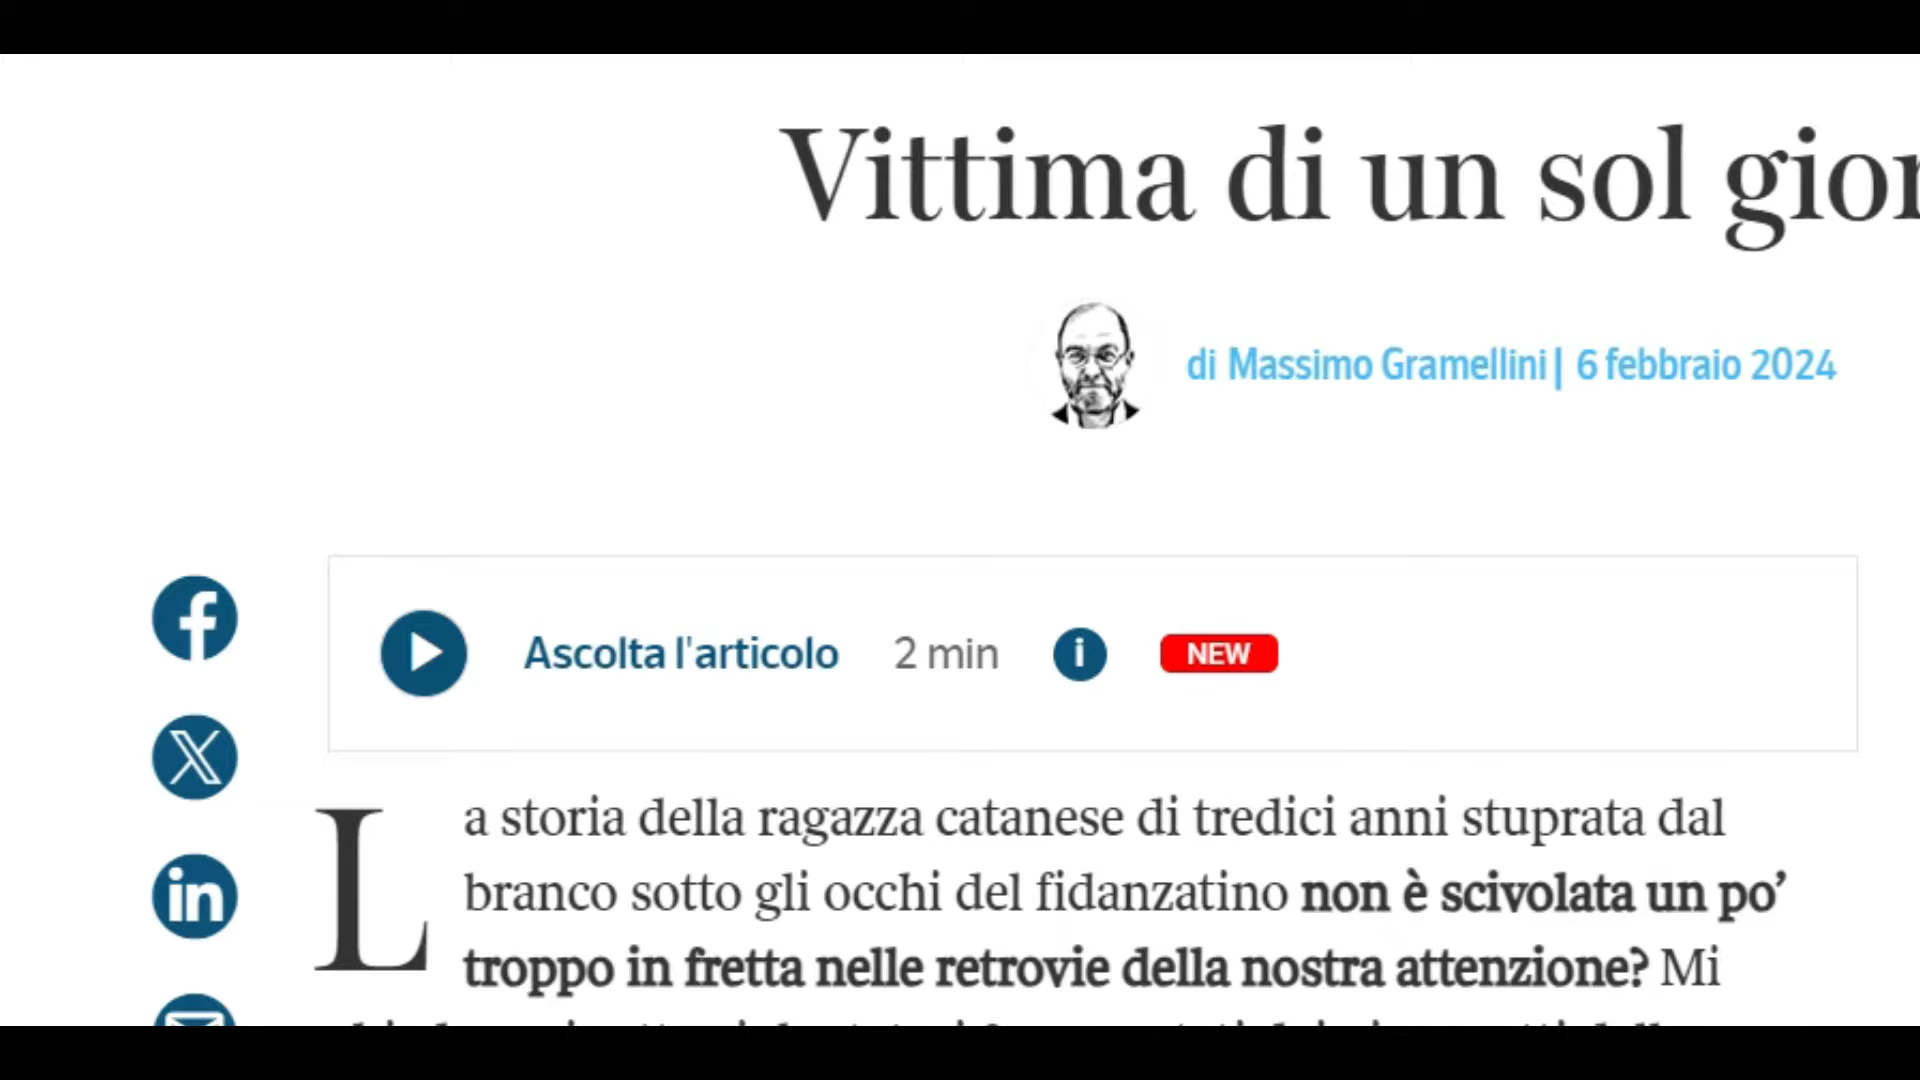 Vittima di un sol gior
di Massimo Gramellini | 6 febbraio 2024
Ascolta l'articolo 2 min i NEW
La storia della ragazza catanese di tredici anni stuprata dal
branco sotto gli occhi del fidanzatino non è scivolata un po’
troppo in fretta nelle retrovie della nostra attenzione? Mi